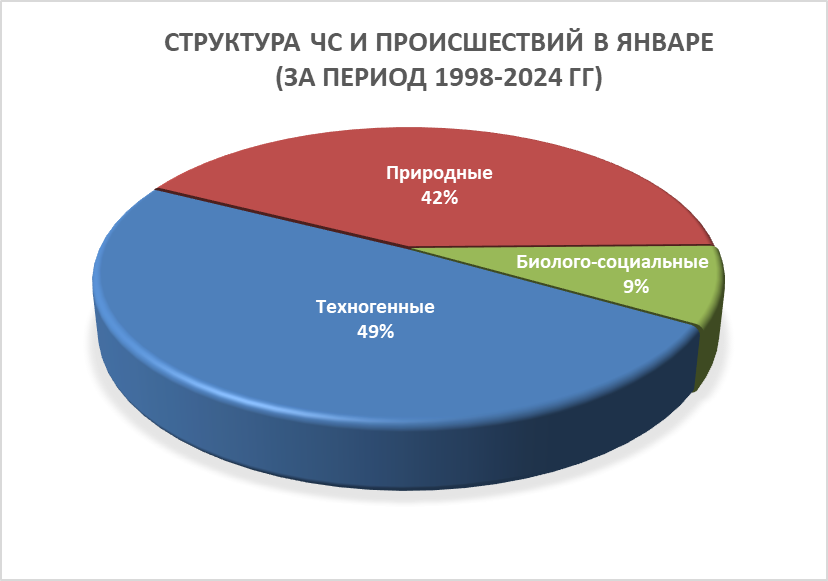 СТРУКТУРА ЧС И ПРОИСШЕСТВИЙ В ЯНВАРЕ
(ЗА ПЕРИОД 1998-2024 ГГ)
Природные
42%
Биолого-социальные
9%
Техногенные
49%